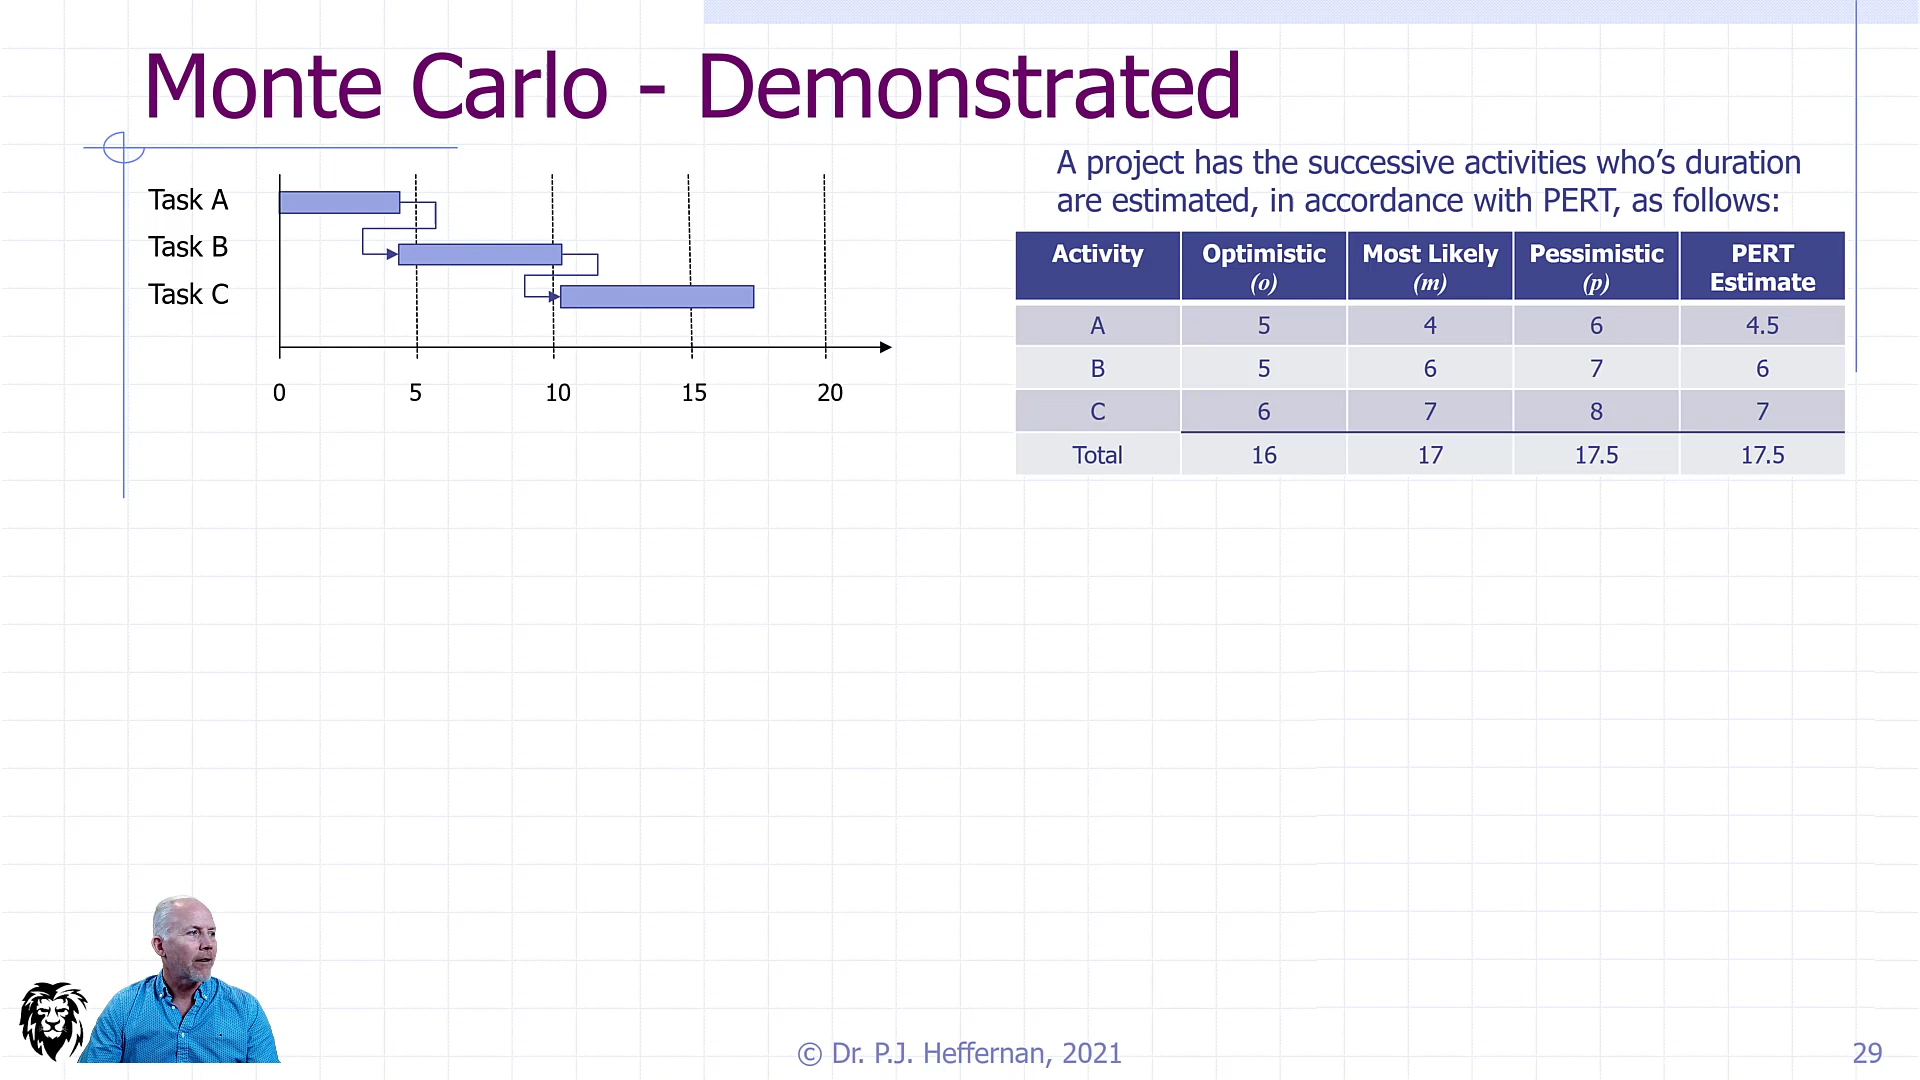 Monte Carlo - Demonstrated
Task A
Task B
Task C
0 5 10 15 20
A project has the successive activities who’s duration
are estimated, in accordance with PERT, as follows:
Activity Optimistic (o) Most Likely (m) Pessimistic (p) PERT Estimate
A 5 4 6 4.5
B 5 6 7 6
C 6 7 8 7
Total 16 17 17.5 17.5
© Dr. P.J. Heffernan, 2021
29